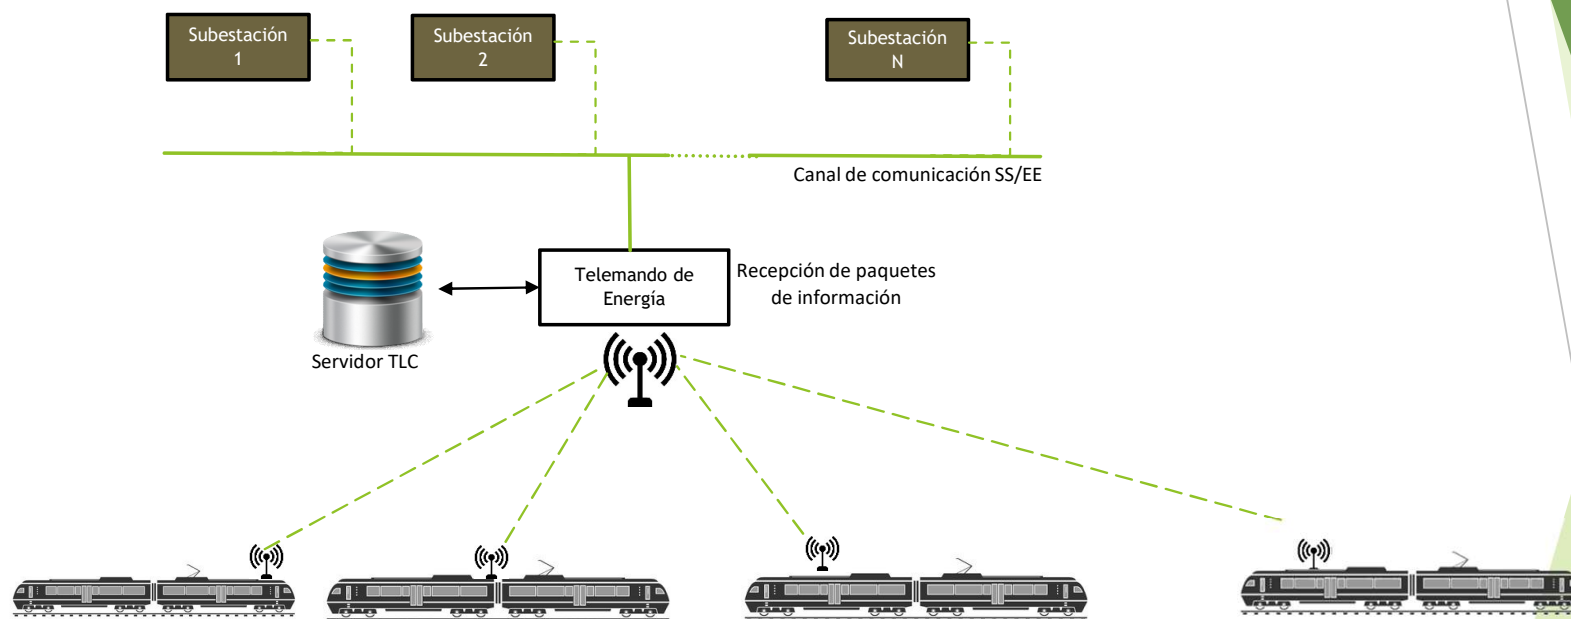 Subestación
1
Subestación
2
Subestación
N
Canal de comunicación SS/EE
Telemando de
Energía
Recepción de paquetes
de información
Servidor TLC